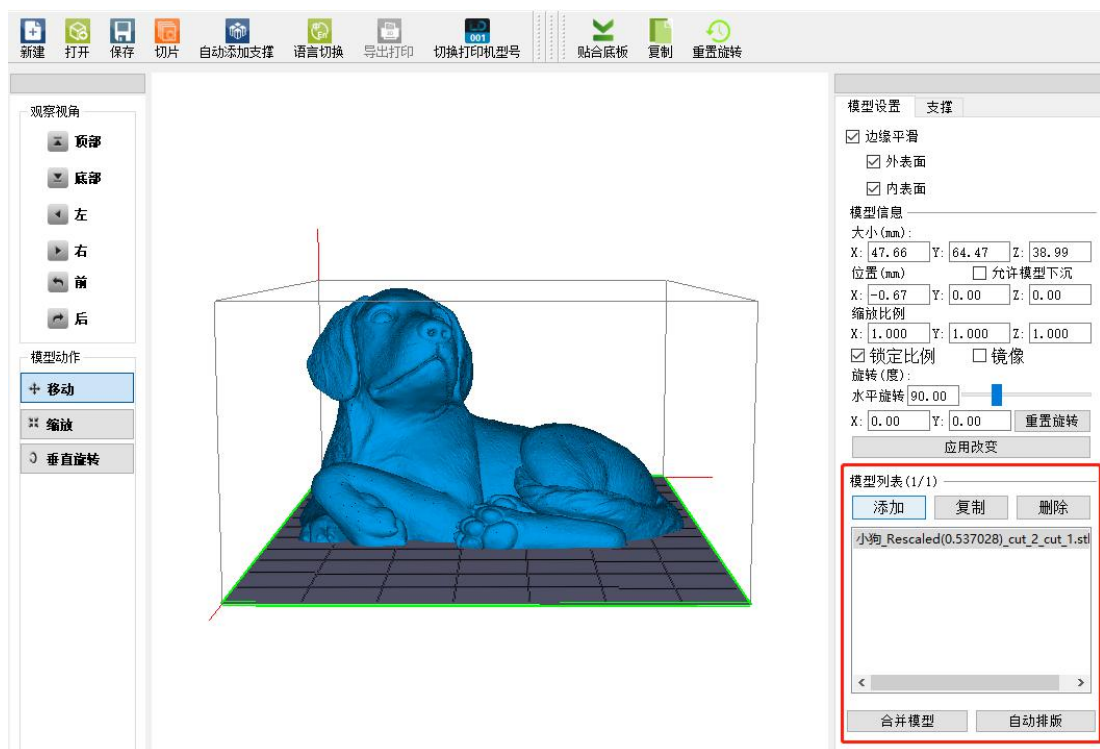 新建 打开 保存 切片 自动添加支撑 语言切换 导出打印 LD 001 切换打印机型号 贴合底板 复制 重置旋转
观察视角
顶部
底部
左
右
前
后
模型动作
移动
缩放
垂直旋转
模型设置 支撑
边缘平滑
外表面
内表面
模型信息
大小(mm):
X: 47.66 Y: 64.47 Z: 38.99
位置(mm) 允许模型下沉
X: -0.67 Y: 0.00 Z: 0.00
缩放比例
X: 1.000 Y: 1.000 Z: 1.000
锁定比例 镜像
旋转(度):
水平旋转 90.00
X: 0.00 Y: 0.00 重置旋转
应用改变
模型列表(1/1)
添加 复制 删除
小狗_Rescaled(0.537028)_cut_2_cut_1.stl
合并模型 自动排版